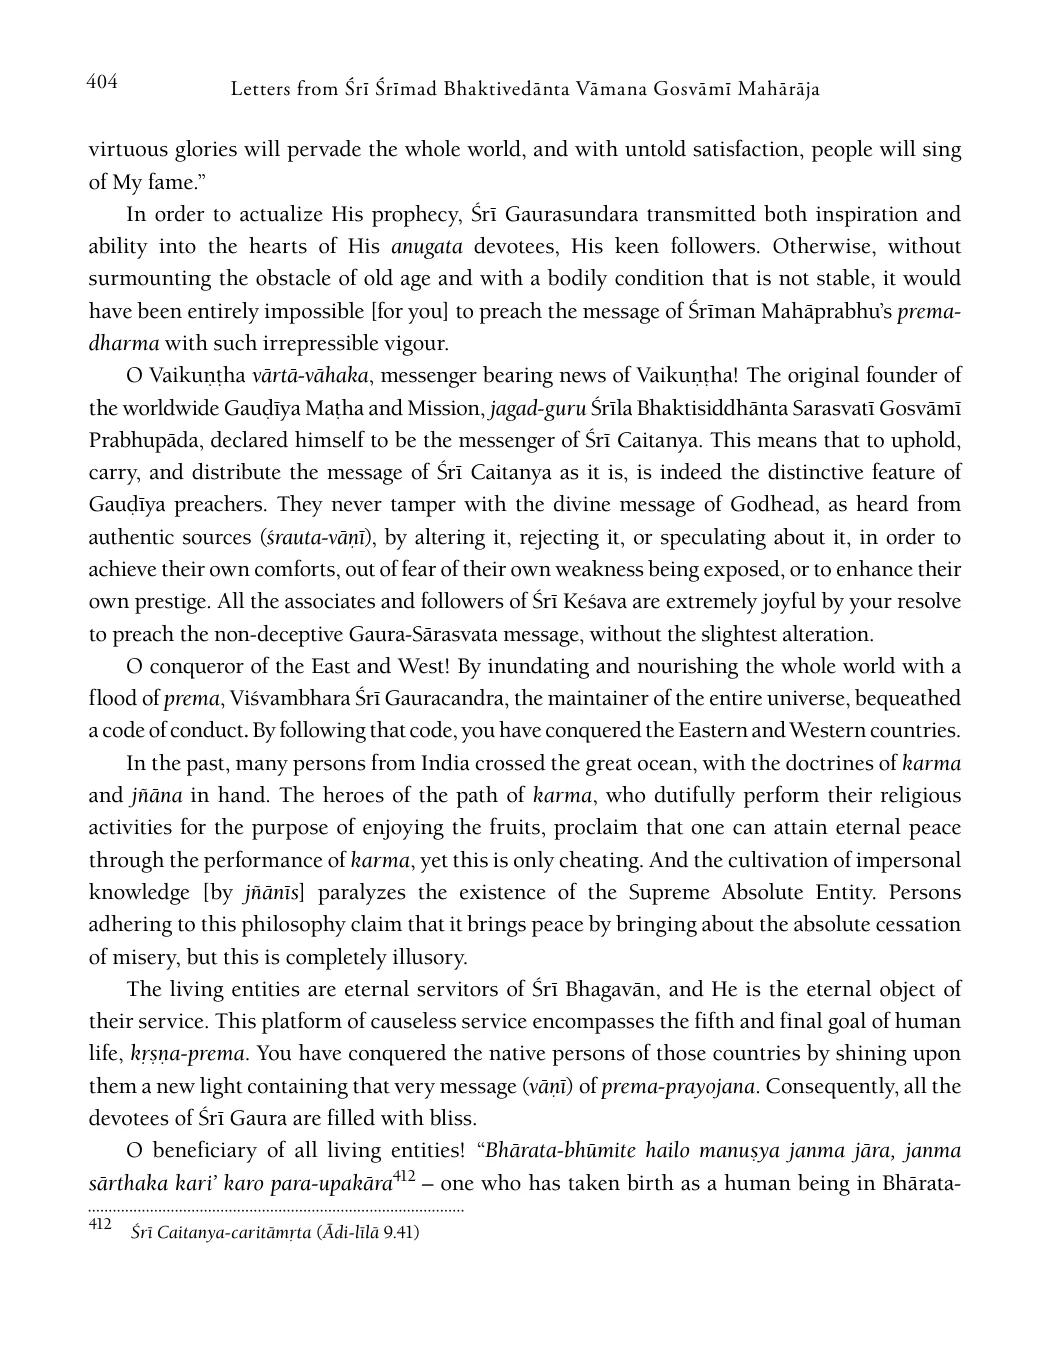 404
Letters from Śrī Śrīmad Bhaktivedānta Vāmana Gosvāmī Mahārāja
virtuous glories will pervade the whole world, and with untold satisfaction, people will sing
of My fame.”
In order to actualize His prophecy, Śrī Gaurasundara transmitted both inspiration and
ability into the hearts of His anugata devotees, His keen followers. Otherwise, without
surmounting the obstacle of old age and with a bodily condition that is not stable, it would
have been entirely impossible [for you] to preach the message of Śrīman Mahāprabhu’s prema-
dharma with such irrepressible vigour.
O Vaikuṇṭha vārtā-vāhaka, messenger bearing news of Vaikuṇṭha! The original founder of
the worldwide Gauḍīya Maṭha and Mission, jagad-guru Śrīla Bhaktisiddhānta Sarasvatī Gosvāmī
Prabhupāda, declared himself to be the messenger of Śrī Caitanya. This means that to uphold,
carry, and distribute the message of Śrī Caitanya as it is, is indeed the distinctive feature of
Gauḍīya preachers. They never tamper with the divine message of Godhead, as heard from
authentic sources (śrauta-vāṇī), by altering it, rejecting it, or speculating about it, in order to
achieve their own comforts, out of fear of their own weakness being exposed, or to enhance their
own prestige. All the associates and followers of Śrī Keśava are extremely joyful by your resolve
to preach the non-deceptive Gaura-Sārasvata message, without the slightest alteration.
O conqueror of the East and West! By inundating and nourishing the whole world with a
flood of prema, Viśvambhara Śrī Gauracandra, the maintainer of the entire universe, bequeathed
a code of conduct. By following that code, you have conquered the Eastern and Western countries.
In the past, many persons from India crossed the great ocean, with the doctrines of karma
and jñāna in hand. The heroes of the path of karma, who dutifully perform their religious
activities for the purpose of enjoying the fruits, proclaim that one can attain eternal peace
through the performance of karma, yet this is only cheating. And the cultivation of impersonal
knowledge [by jñānīs] paralyzes the existence of the Supreme Absolute Entity. Persons
adhering to this philosophy claim that it brings peace by bringing about the absolute cessation
of misery, but this is completely illusory.
The living entities are eternal servitors of Śrī Bhagavān, and He is the eternal object of
their service. This platform of causeless service encompasses the fifth and final goal of human
life, kṛṣṇa-prema. You have conquered the native persons of those countries by shining upon
them a new light containing that very message (vāṇī) of prema-prayojana. Consequently, all the
devotees of Śrī Gaura are filled with bliss.
O beneficiary of all living entities! “Bhārata-bhūmite hailo manuṣya janma jāra, janma
sārthaka kari’ karo para-upakāra412 – one who has taken birth as a human being in Bhārata-
412 Śrī Caitanya-caritāmṛta (Ādi-līlā 9.41)